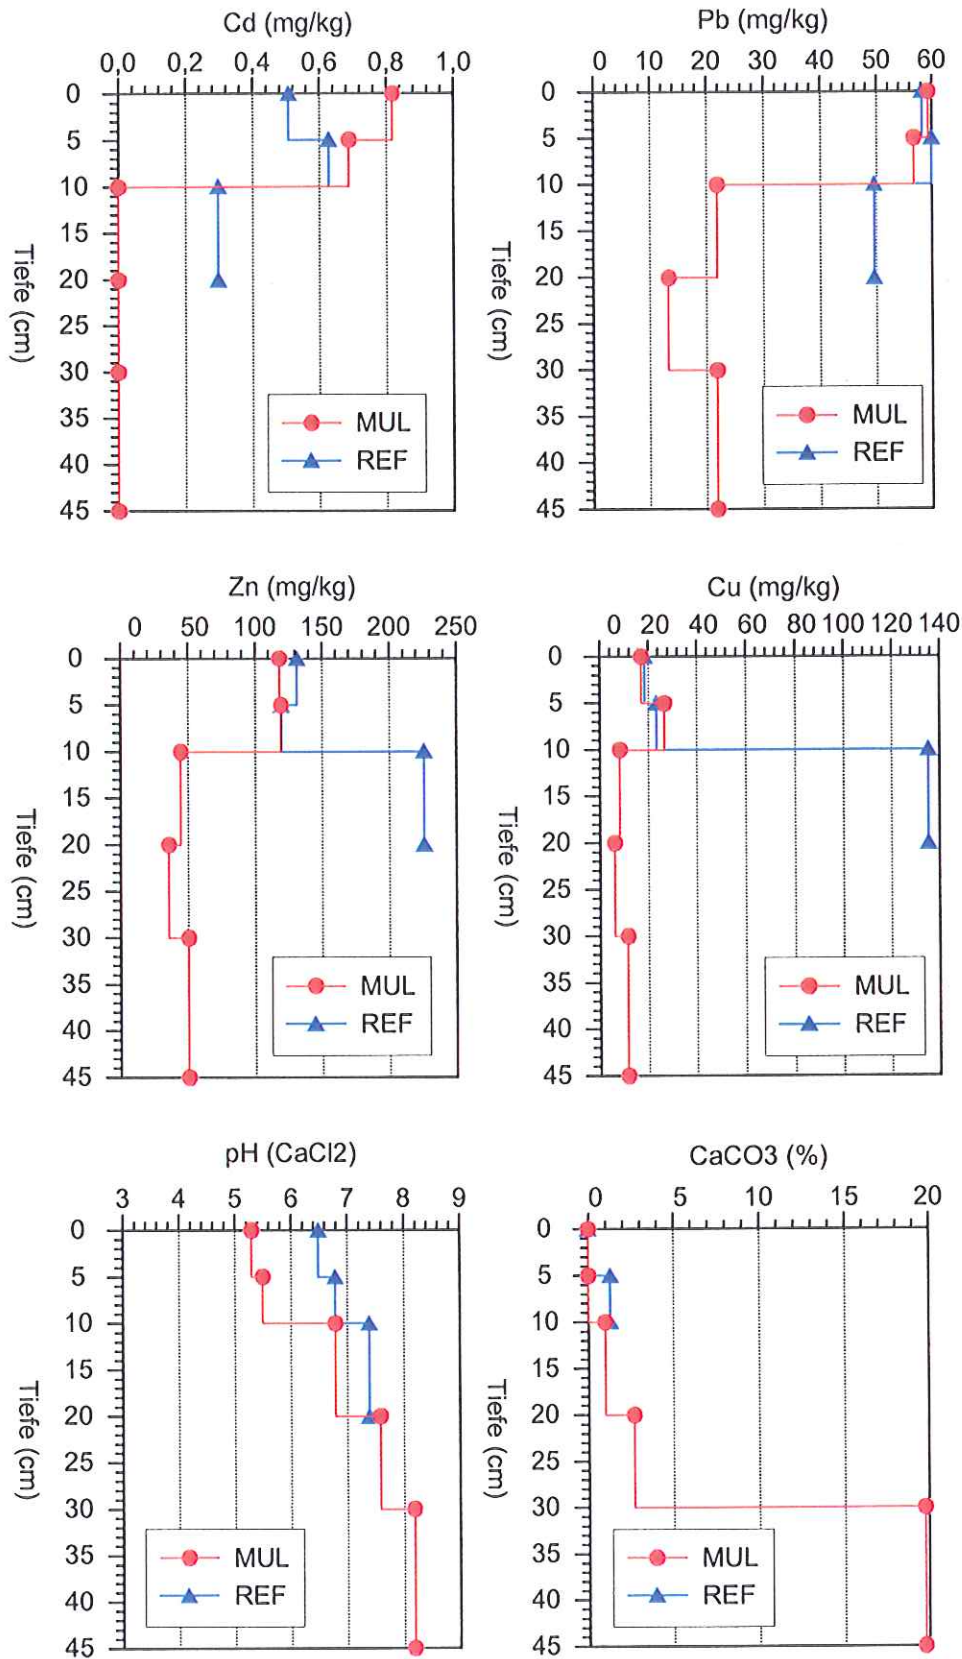 Cd (mg/kg)
0,0 0,2 0,4 0,6 0,8 1,0
0
5
10
15
20
25
30
35
40
45
Tiefe (cm)
MUL
REF
Pb (mg/kg)
0 10 20 30 40 50 60
0
5
10
15
20
25
30
35
40
45
Tiefe (cm)
MUL
REF
Zn (mg/kg)
0 50 100 150 200 250
0
5
10
15
20
25
30
35
40
45
Tiefe (cm)
MUL
REF
Cu (mg/kg)
0 20 40 60 80 100 120 140
0
5
10
15
20
25
30
35
40
45
Tiefe (cm)
MUL
REF
pH (CaCl2)
3 4 5 6 7 8 9
0
5
10
15
20
25
30
35
40
45
Tiefe (cm)
MUL
REF
CaCO3 (%)
0 5 10 15 20
0
5
10
15
20
25
30
35
40
45
Tiefe (cm)
MUL
REF